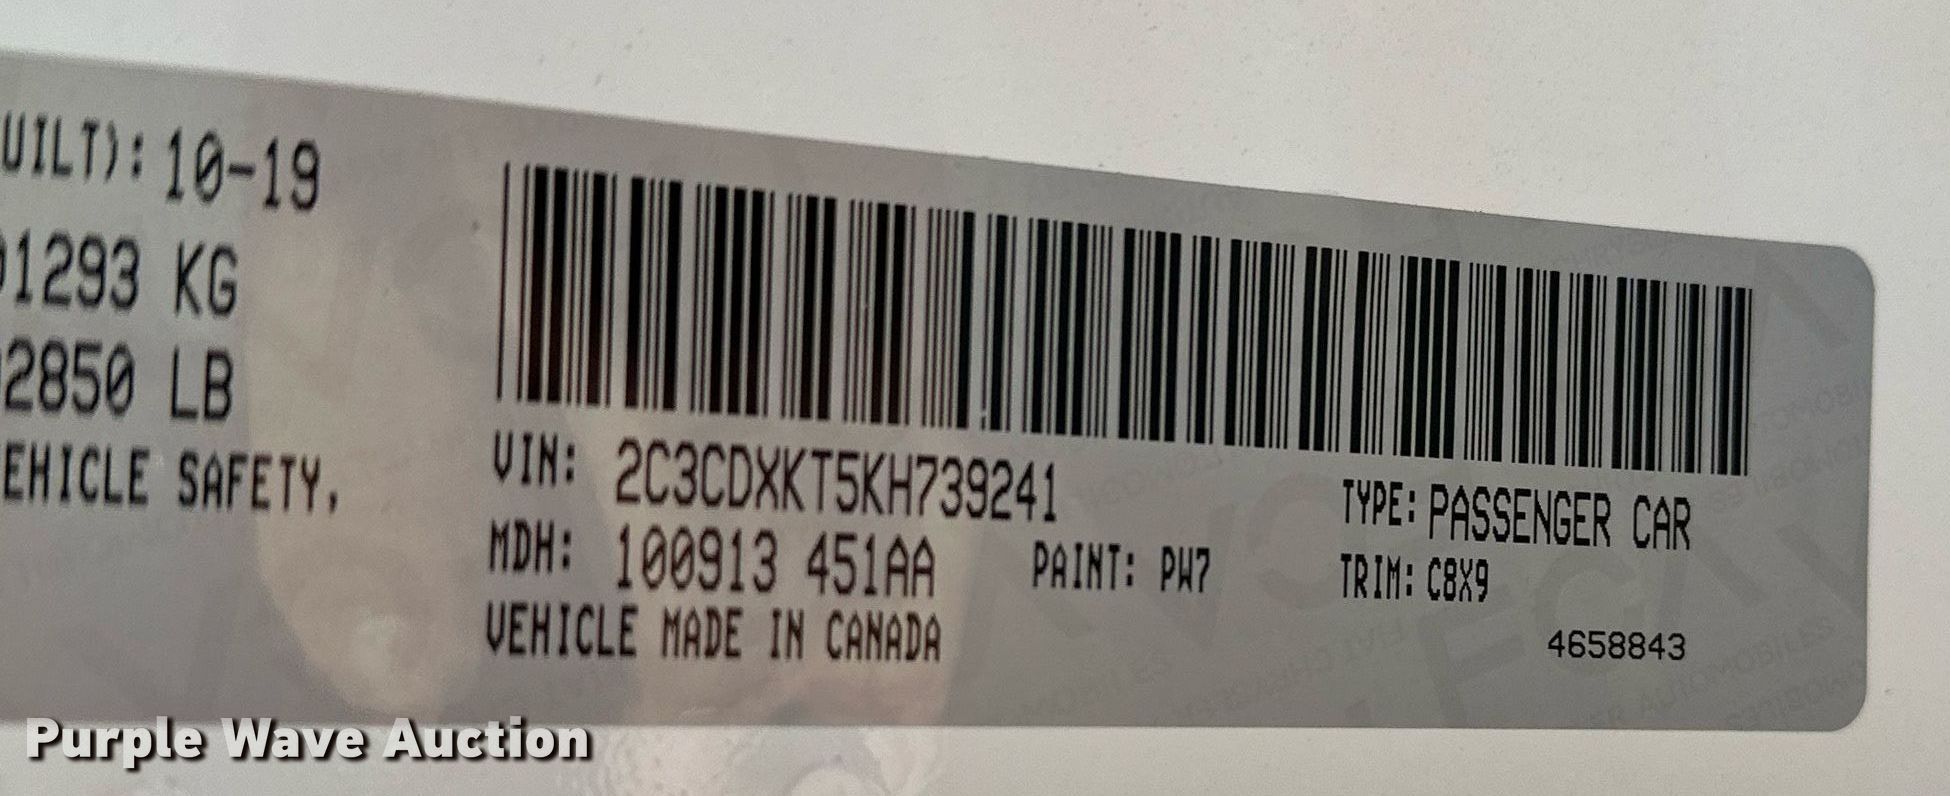 UILT): 10-19
1293 KG
2850 LB
EHICLE SAFETY,
VIN: 2C3CDXKT5KH739241
TYPE: PASSENGER CAR
MDH: 100913 451AA PAINT: PW7
TRIM: C8X9
VEHICLE MADE IN CANADA
4658843
Purple Wave Auction